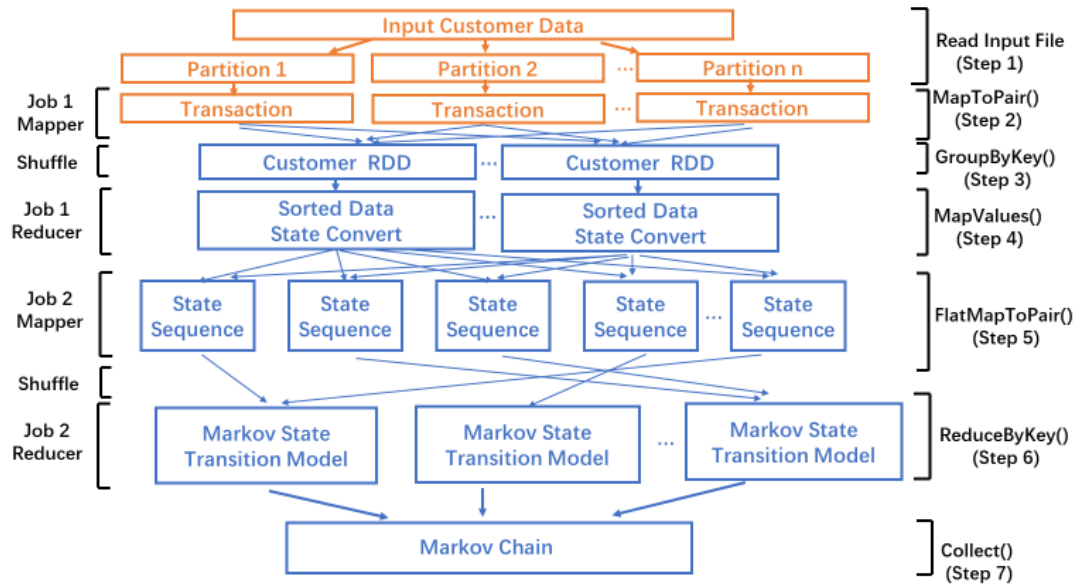 Input Customer Data
Read Input File
(Step 1)
Partition 1
Partition 2
...
Partition n
Job 1
Mapper
Transaction
Transaction
...
Transaction
MapToPair()
(Step 2)
Shuffle
Customer RDD
...
Customer RDD
GroupByKey()
(Step 3)
Job 1
Reducer
Sorted Data
State Convert
...
Sorted Data
State Convert
MapValues()
(Step 4)
Job 2
Mapper
State
Sequence
State
Sequence
State
Sequence
State
Sequence
...
State
Sequence
FlatMapToPair()
(Step 5)
Shuffle
Job 2
Reducer
Markov State
Transition Model
Markov State
Transition Model
...
Markov State
Transition Model
ReduceByKey()
(Step 6)
Markov Chain
Collect()
(Step 7)